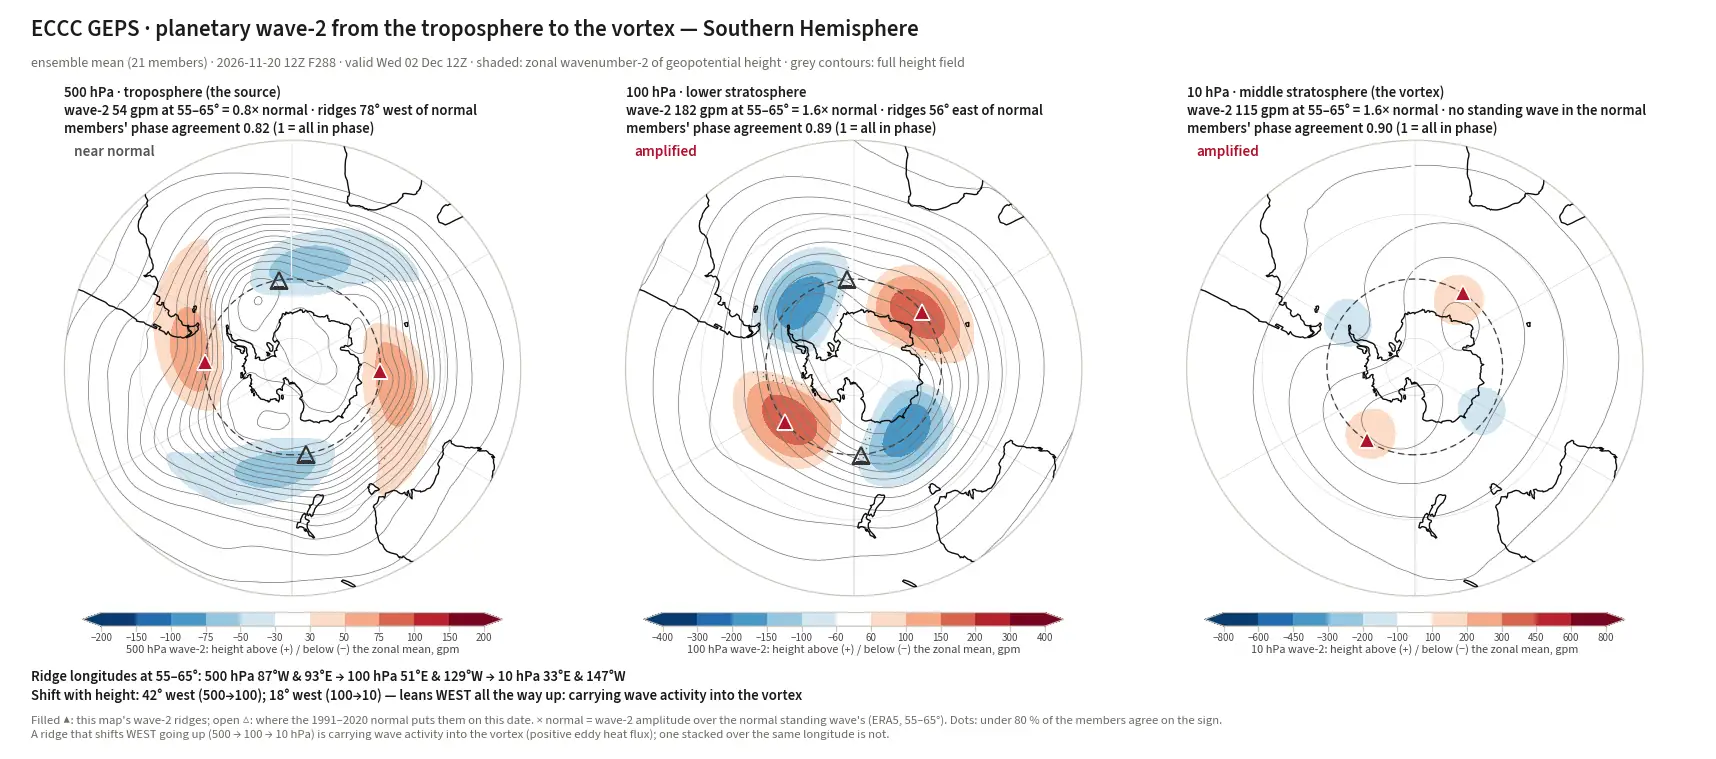 ECCC GEPS · planetary wave-2 from the troposphere to the vortex — Southern Hemisphere
ensemble mean (21 members) · 2026-11-20 12Z F288 · valid Wed 02 Dec 12Z · shaded: zonal wavenumber-2 of geopotential height · grey contours: full height field
500 hPa · troposphere (the source)
wave-2 54 gpm at 55–65° = 0.8× normal · ridges 78° west of normal
members' phase agreement 0.82 (1 = all in phase)
near normal
100 hPa · lower stratosphere
wave-2 182 gpm at 55–65° = 1.6× normal · ridges 56° east of normal
members' phase agreement 0.89 (1 = all in phase)
amplified
10 hPa · middle stratosphere (the vortex)
wave-2 115 gpm at 55–65° = 1.6× normal · no standing wave in the normal
members' phase agreement 0.90 (1 = all in phase)
amplified
−200 −150 −100 −75 −50 −30 30 50 75 100 150 200
500 hPa wave-2: height above (+) / below (−) the zonal mean, gpm
−400 −300 −200 −150 −100 −60 60 100 150 200 300 400
100 hPa wave-2: height above (+) / below (−) the zonal mean, gpm
−800 −600 −450 −300 −200 −100 100 200 300 450 600 800
10 hPa wave-2: height above (+) / below (−) the zonal mean, gpm
Ridge longitudes at 55–65°: 500 hPa 87°W & 93°E → 100 hPa 51°E & 129°W → 10 hPa 33°E & 147°W
Shift with height: 42° west (500→100); 18° west (100→10) — leans WEST all the way up: carrying wave activity into the vortex
Filled ▲: this map's wave-2 ridges; open △: where the 1991–2020 normal puts them on this date. × normal = wave-2 amplitude over the normal standing wave's (ERA5, 55–65°). Dots: under 80 % of the members agree on the sign.
A ridge that shifts WEST going up (500 → 100 → 10 hPa) is carrying wave activity into the vortex (positive eddy heat flux); one stacked over the same longitude is not.